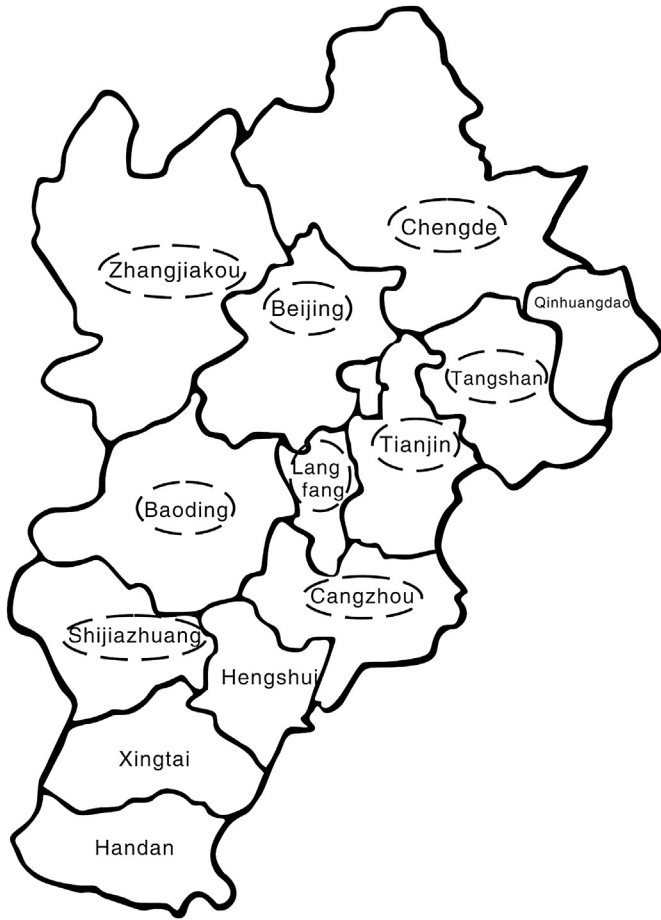 Chengde
Zhangjiakou
Beijing
Qinhuangdao
Tangshan
Tianjin
Lang
fang
Baoding
Cangzhou
Shijiazhuang
Hengshui
Xingtai
Handan